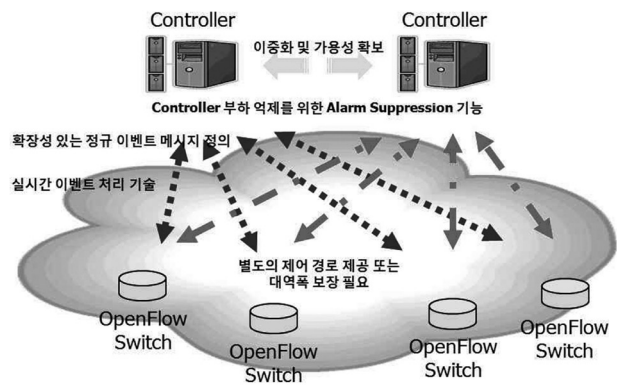 Controller
Controller
이중화 및 가용성 확보
Controller 부하 억제를 위한 Alarm Suppression 기능
확장성 있는 정규 이벤트 메시지 정의
실시간 이벤트 처리 기술
별도의 제어 경로 제공 또는
대역폭 보장 필요
OpenFlow
Switch
OpenFlow
Switch
OpenFlow
Switch
OpenFlow
Switch